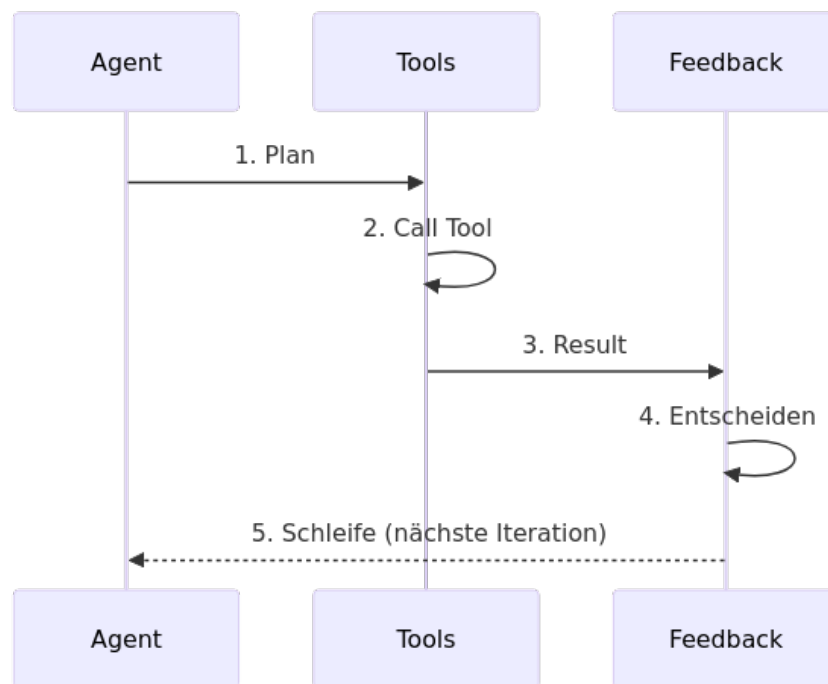 Agent
Tools
Feedback
1. Plan
2. Call Tool
3. Result
4. Entscheiden
5. Schleife (nächste Iteration)
Agent
Tools
Feedback